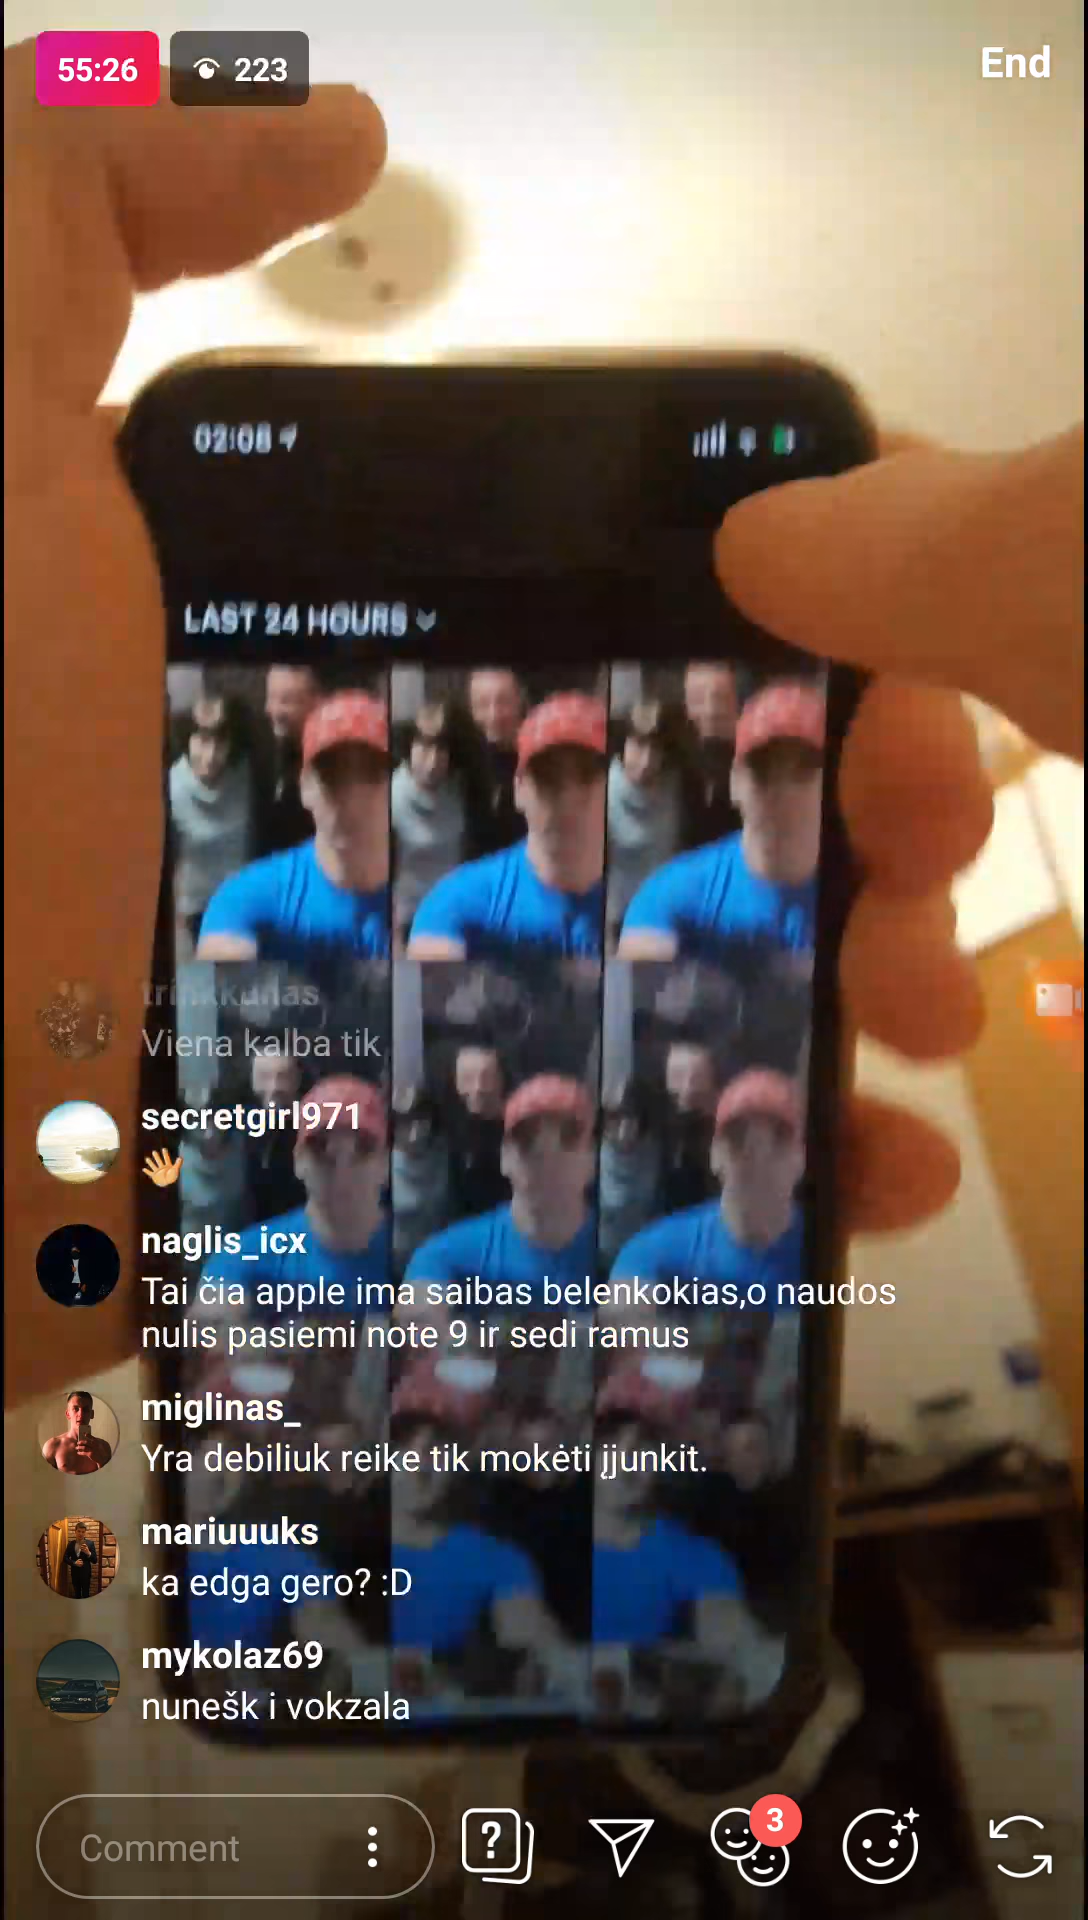 55:26
223
End
02:08
LAST 24 HOURS
trinkkunas
Viena kalba tik
secretgirl971
👋
naglis_icx
Tai čia apple ima saibas belenkokias,o naudos
nulis pasiemi note 9 ir sedi ramus
miglinas_
Yra debiliuk reike tik mokėti įjunkit.
mariuuuks
ka edga gero? :D
mykolaz69
nunešk i vokzala
Comment
?
3